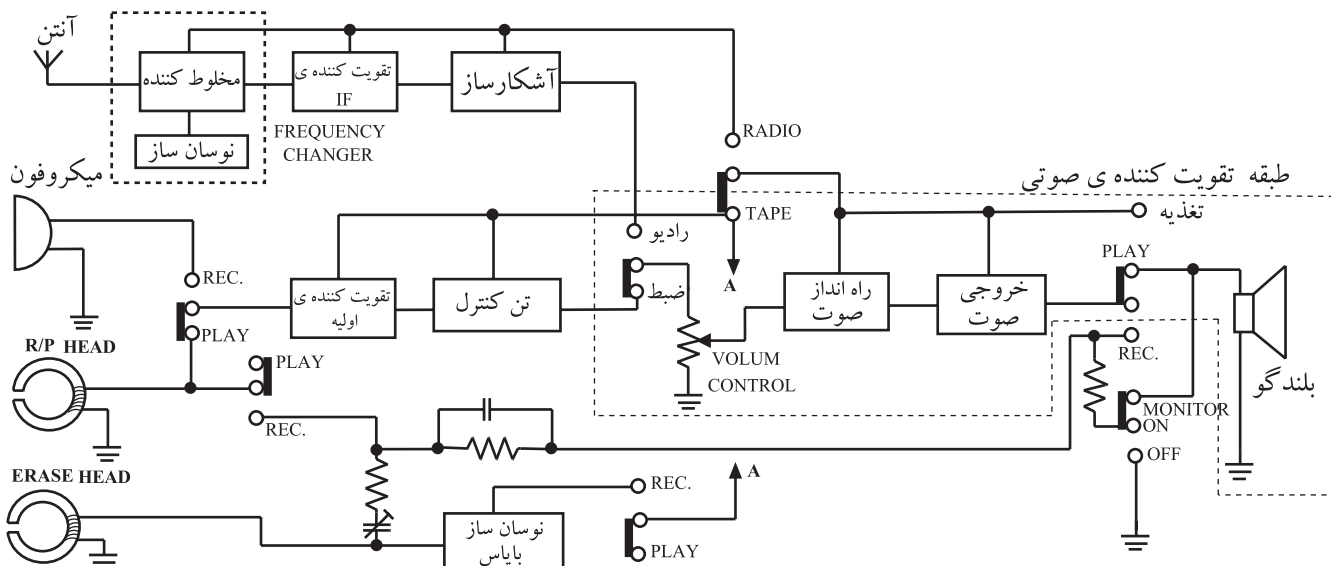 آنتن
مخلوط کننده
نوسان ساز
تقویت کننده ی
IF
FREQUENCY
CHANGER
آشکارساز
RADIO
TAPE
A
طبقه تقویت کننده ی صوتی
تغذیه
میکروفون
REC.
PLAY
تقویت کننده ی
اولیه
تن کنترل
رادیو
ضبط
VOLUM
CONTROL
راه انداز
صوت
خروجی
صوت
PLAY
REC.
MONITOR
ON
OFF
بلندگو
R/P HEAD
PLAY
REC.
ERASE HEAD
نوسان ساز
بایاس
REC.
PLAY
A